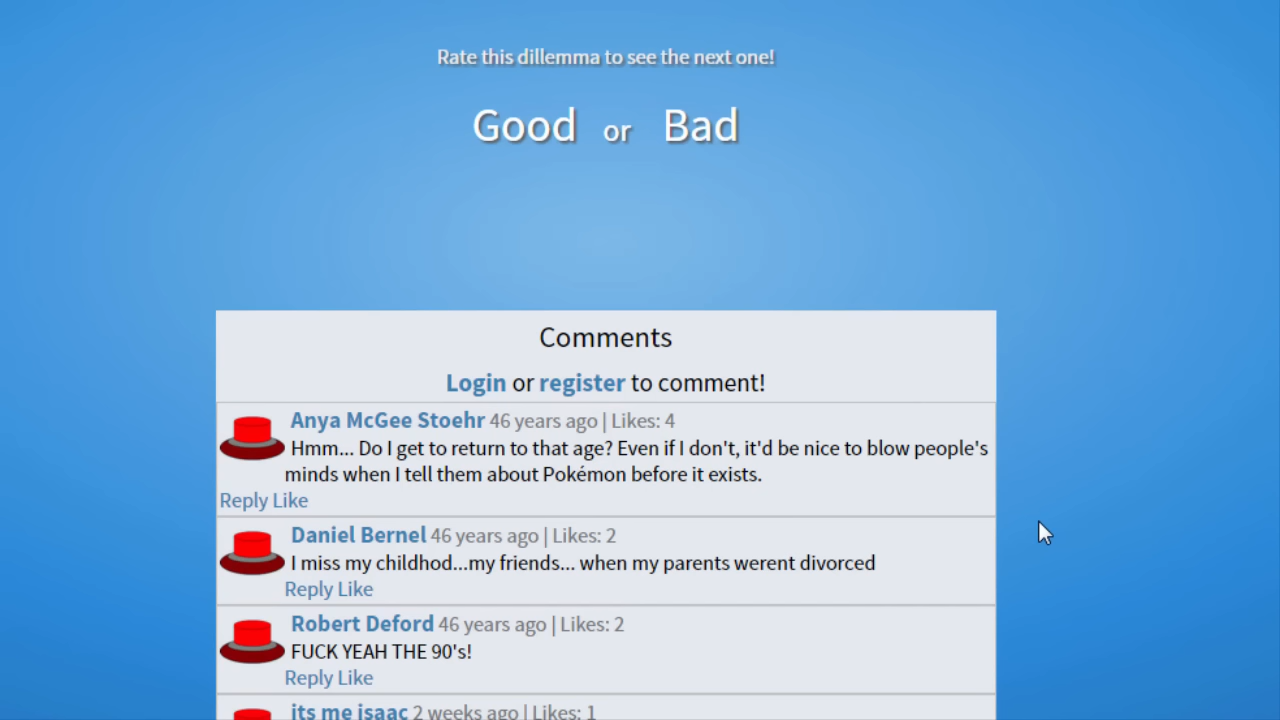 Rate this dillemma to see the next one!
Good or Bad
Comments
Login or register to comment!
Anya McGee Stoehr 46 years ago | Likes: 4
Hmm... Do I get to return to that age? Even if I don't, it'd be nice to blow people's
minds when I tell them about Pokémon before it exists.
Reply Like
Daniel Bernel 46 years ago | Likes: 2
I miss my childhod...my friends... when my parents werent divorced
Reply Like
Robert Deford 46 years ago | Likes: 2
FUCK YEAH THE 90's!
Reply Like
its me isaac 2 weeks ago | Likes: 1